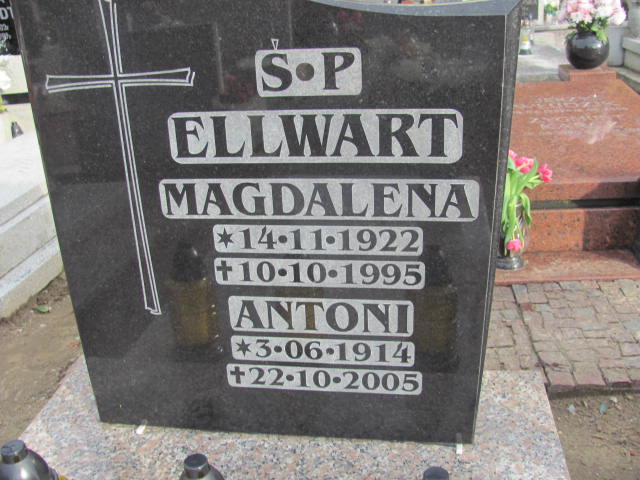 Ś•P
ELLWART
MAGDALENA
*14•11•1922
†10•10•1995
ANTONI
*3•06•1914
†22•10•2005